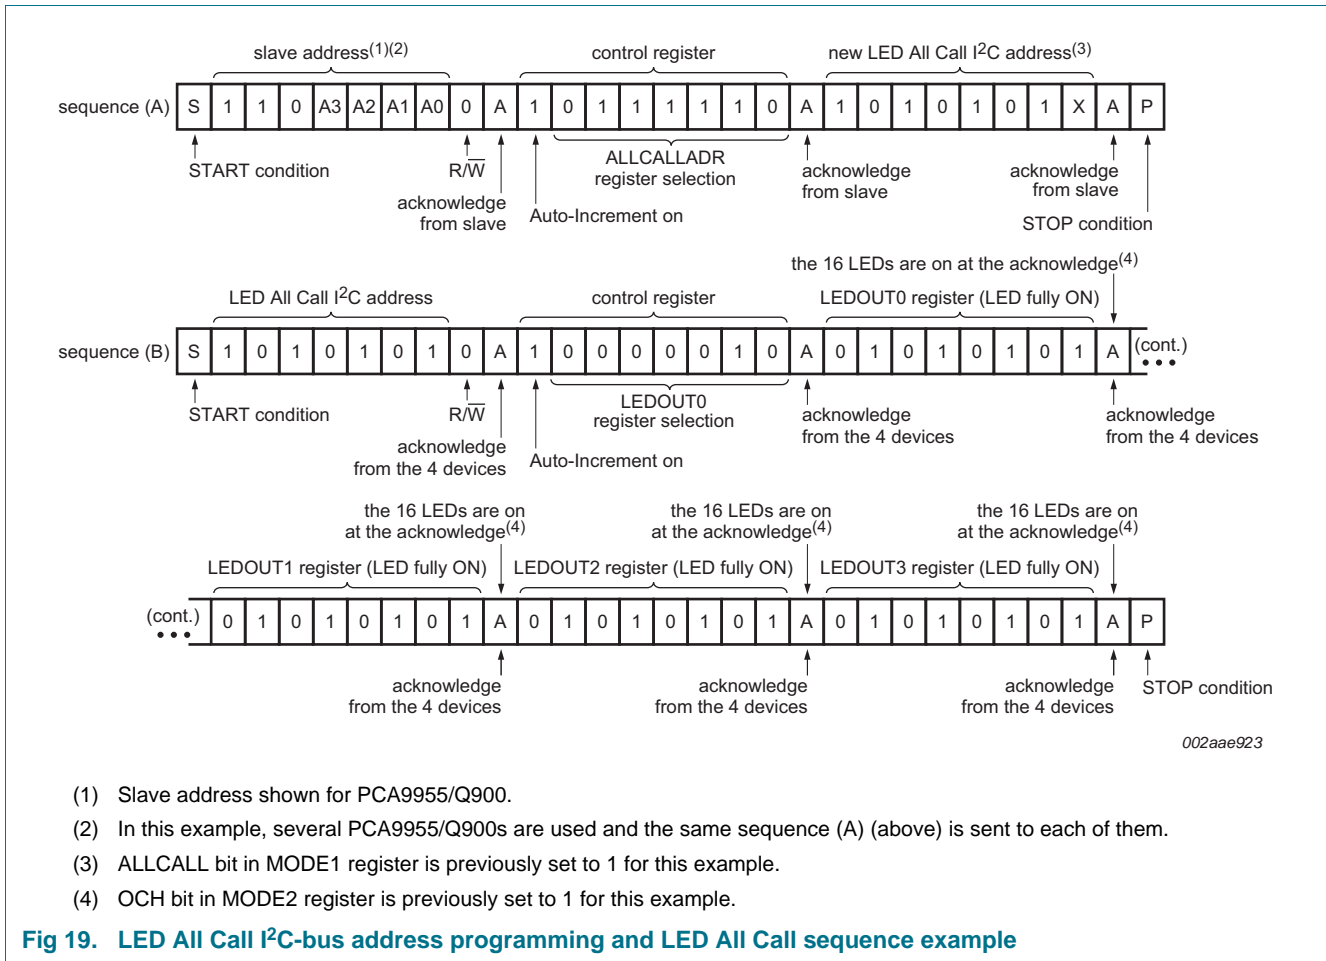 slave address(1)(2) control register new LED All Call I2C address(3)
sequence (A) S 1 1 0 A3 A2 A1 A0 0 A 1 0 1 1 1 1 1 0 A 1 0 1 0 1 0 1 X A P
START condition R/W̅ ALLCALLADR register selection acknowledge from slave acknowledge from slave
acknowledge from slave Auto-Increment on STOP condition
the 16 LEDs are on at the acknowledge(4)
LED All Call I2C address control register LEDOUT0 register (LED fully ON)
sequence (B) S 1 0 1 0 1 0 1 0 A 1 0 0 0 0 0 1 0 A 0 1 0 1 0 1 0 1 A (cont.)
START condition R/W̅ LEDOUT0 register selection acknowledge from the 4 devices acknowledge from the 4 devices
acknowledge from the 4 devices Auto-Increment on
the 16 LEDs are on the 16 LEDs are on the 16 LEDs are on
at the acknowledge(4) at the acknowledge(4) at the acknowledge(4)
LEDOUT1 register (LED fully ON) LEDOUT2 register (LED fully ON) LEDOUT3 register (LED fully ON)
(cont.) 0 1 0 1 0 1 0 1 A 0 1 0 1 0 1 0 1 A 0 1 0 1 0 1 0 1 A P
acknowledge acknowledge acknowledge STOP condition
from the 4 devices from the 4 devices from the 4 devices
002aae923
(1) Slave address shown for PCA9955/Q900.
(2) In this example, several PCA9955/Q900s are used and the same sequence (A) (above) is sent to each of them.
(3) ALLCALL bit in MODE1 register is previously set to 1 for this example.
(4) OCH bit in MODE2 register is previously set to 1 for this example.
Fig 19. LED All Call I2C-bus address programming and LED All Call sequence example